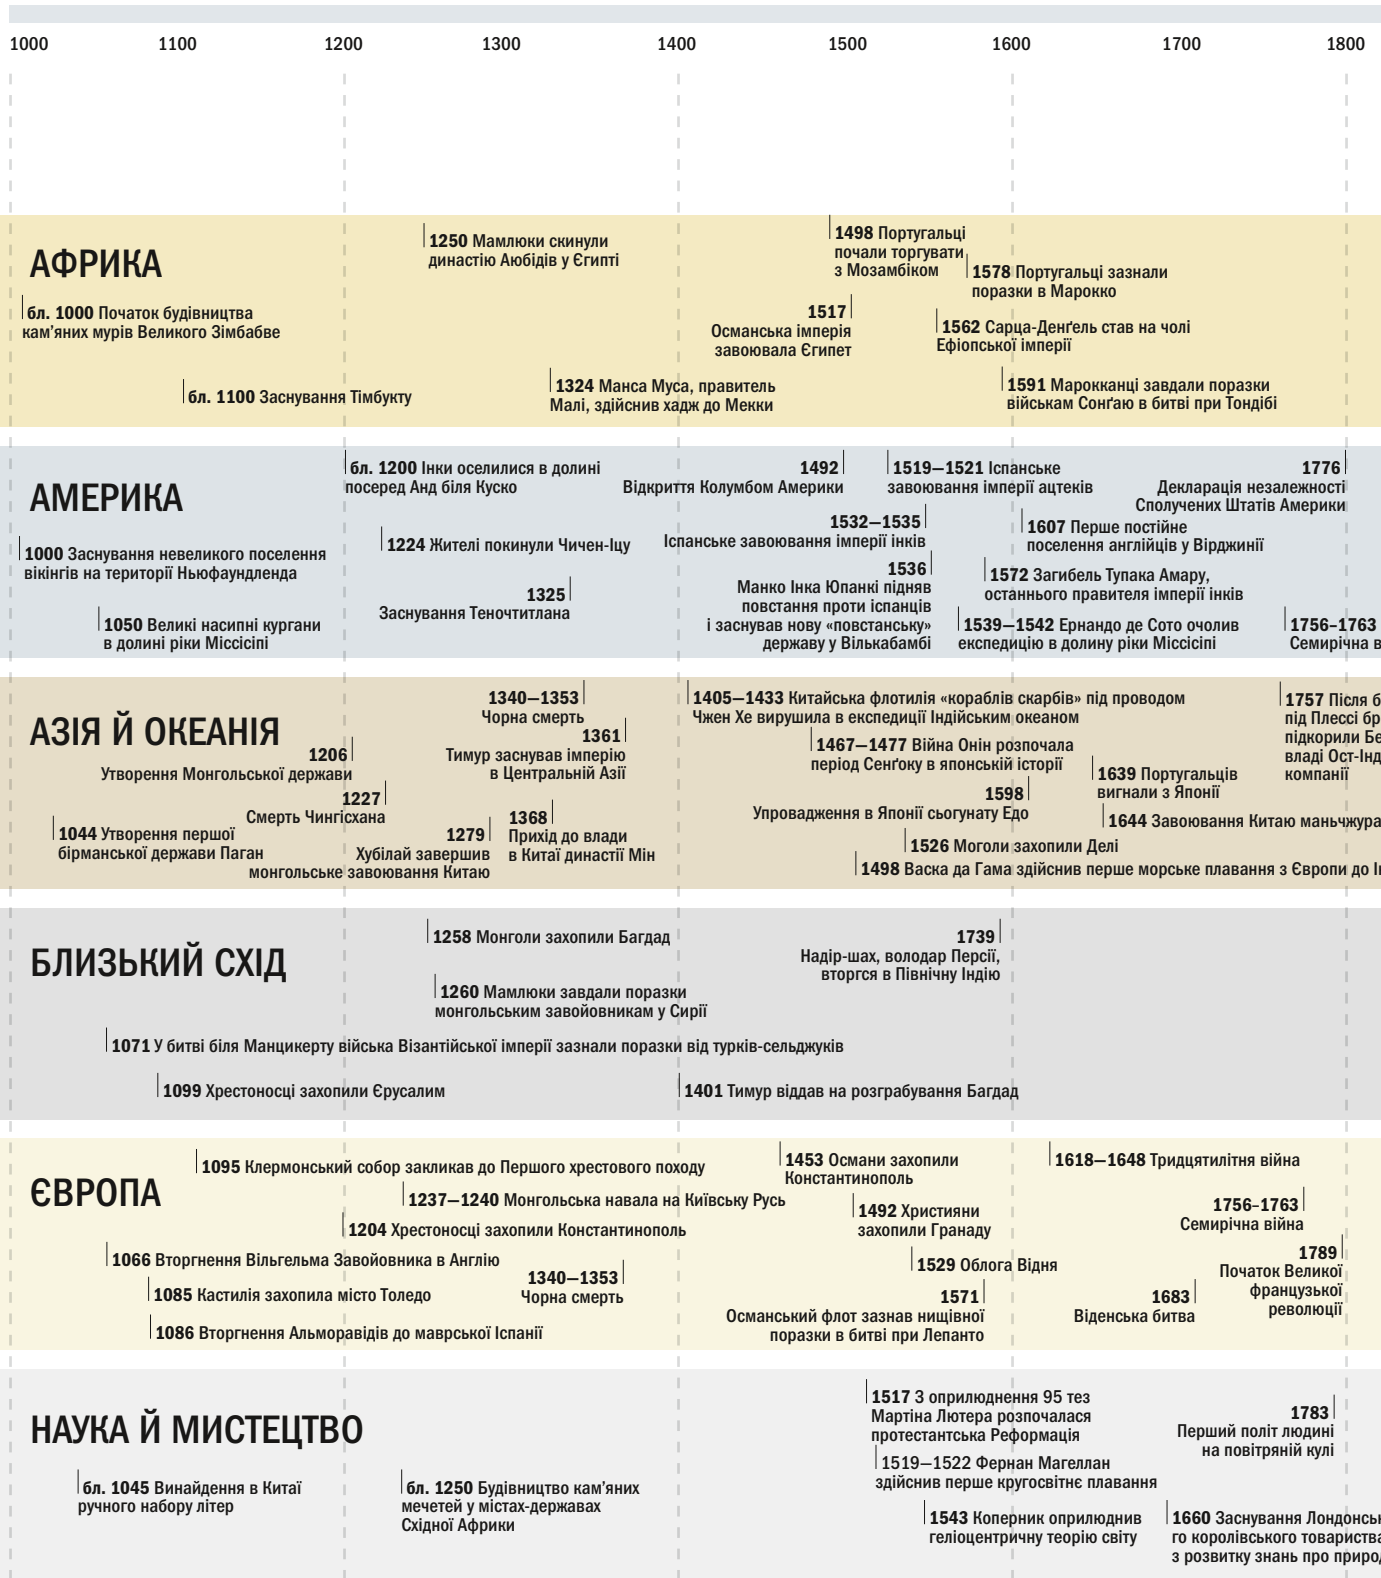 1000 1100 1200 1300 1400 1500 1600 1700 1800
АФРИКА
бл. 1000 Початок будівництва
кам’яних мурів Великого Зімбабве
бл. 1100 Заснування Тімбукту
1250 Мамлюки скинули
династію Аюбідів у Єгипті
1324 Манса Муса, правитель
Малі, здійснив хадж до Мекки
1498 Португальці
почали торгувати
з Мозамбіком
1517
Османська імперія
завоювала Єгипет
1578 Португальці зазнали
поразки в Марокко
1562 Сарца-Денґель став на чолі
Ефіопської імперії
1591 Марокканці завдали поразки
військам Сонґаю в битві при Тондібі
АМЕРИКА
1000 Заснування невеликого поселення
вікінгів на території Ньюфаундленда
1050 Великі насипні кургани
в долині ріки Міссісіпі
бл. 1200 Інки оселилися в долині
посеред Анд біля Куско
1224 Жителі покинули Чичен-Іцу
1325
Заснування Теночтитлана
1492
Відкриття Колумбом Америки
1532—1535
Іспанське завоювання імперії інків
1536
Манко Інка Юпанкі підняв
повстання проти іспанців
і заснував нову «повстанську»
державу у Вількабамбі
1519—1521 Іспанське
завоювання імперії ацтеків
1776
Декларація незалежності
Сполучених Штатів Америки
1607 Перше постійне
поселення англійців у Вірджинії
1572 Загибель Тупака Амару,
останнього правителя імперії інків
1539—1542 Ернандо де Сото очолив
експедицію в долину ріки Міссісіпі
1756-1763
Семирічна в
АЗІЯ Й ОКЕАНІЯ
1206
Утворення Монгольської держави
1227
Смерть Чингісхана
1044 Утворення першої
бірманської держави Паган
1279
Хубілай завершив
монгольське завоювання Китаю
1340—1353
Чорна смерть
1361
Тимур заснував імперію
в Центральній Азії
1368
Прихід до влади
в Китаї династії Мін
1405—1433 Китайська флотилія «кораблів скарбів» під проводом
Чжен Хе вирушила в експедиції Індійським океаном
1467—1477 Війна Онін розпочала
період Сенґоку в японській історії
1598
Упровадження в Японії сьогунату Едо
1526 Моголи захопили Делі
1498 Васка да Гама здійснив перше морське плавання з Європи до Ін
1639 Португальців
вигнали з Японії
1644 Завоювання Китаю маньчжура
1757 Після б
під Плессі бр
підкорили Бе
владі Ост-Інд
компанії
БЛИЗЬКИЙ СХІД
1258 Монголи захопили Багдад
1260 Мамлюки завдали поразки
монгольським завойовникам у Сирії
1071 У битві біля Манцикерту війська Візантійської імперії зазнали поразки від турків-сельджуків
1099 Хрестоносці захопили Єрусалим
1401 Тимур віддав на розграбування Багдад
1739
Надір-шах, володар Персії,
вторгся в Північну Індію
ЄВРОПА
1095 Клермонський собор закликав до Першого хрестового походу
1237—1240 Монгольська навала на Київську Русь
1204 Хрестоносці захопили Константинополь
1066 Вторгнення Вільгельма Завойовника в Англію
1085 Кастилія захопила місто Толедо
1086 Вторгнення Альморавідів до маврської Іспанії
1340—1353
Чорна смерть
1453 Османи захопили
Константинополь
1492 Християни
захопили Гранаду
1529 Облога Відня
1571
Османський флот зазнав нищівної
поразки в битві при Лепанто
1618—1648 Тридцятилітня війна
1756-1763
Семирічна війна
1683
Віденська битва
1789
Початок Великої
французької
революції
НАУКА Й МИСТЕЦТВО
бл. 1045 Винайдення в Китаї
ручного набору літер
бл. 1250 Будівництво кам’яних
мечетей у містах-державах
Східної Африки
1517 З оприлюднення 95 тез
Мартіна Лютера розпочалася
протестантська Реформація
1519—1522 Фернан Магеллан
здійснив перше кругосвітнє плавання
1543 Коперник оприлюднив
геліоцентричну теорію світу
1783
Перший політ людини
на повітряній кулі
1660 Заснування Лондонськ
го королівського товариства
з розвитку знань про природ